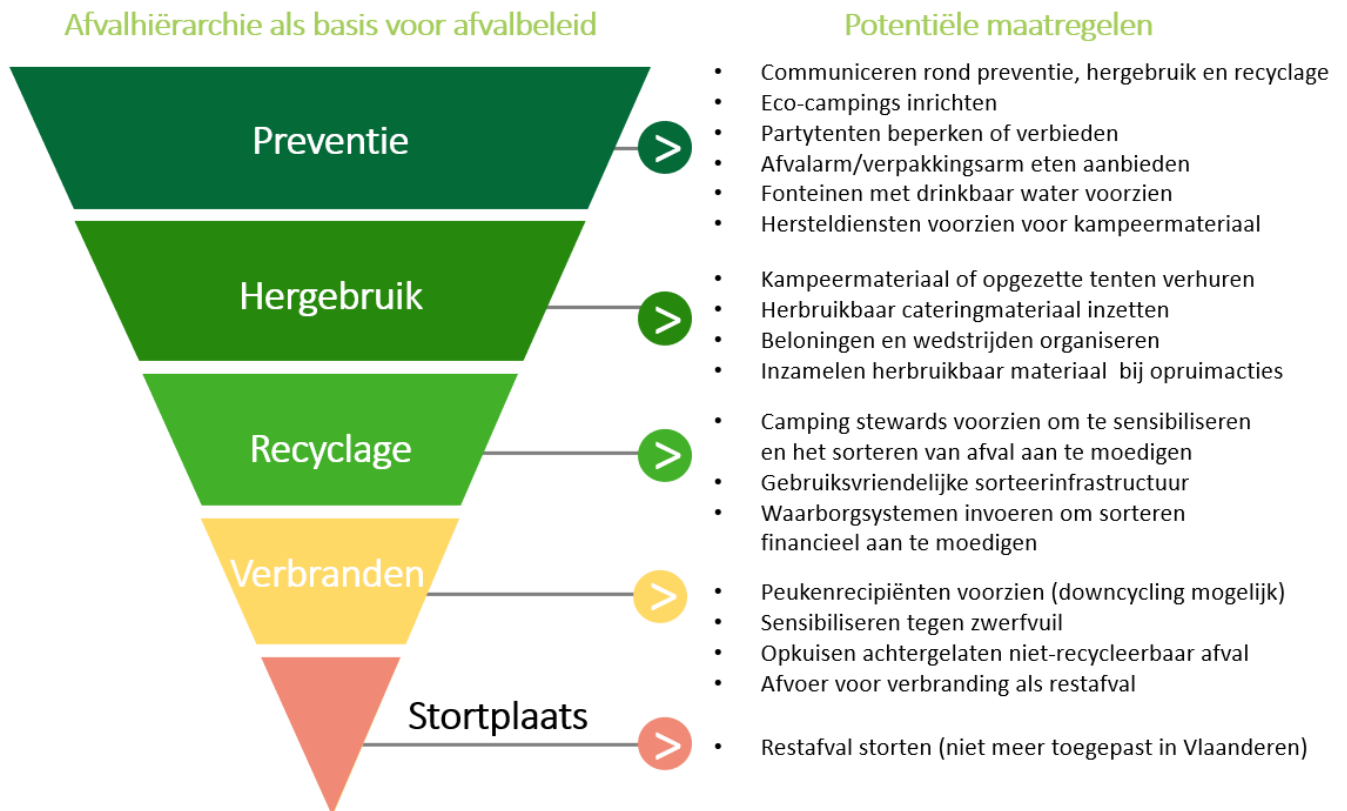 Afvalhiërarchie als basis voor afvalbeleid
Potentiële maatregelen
Preventie
>
• Communiceren rond preventie, hergebruik en recyclage
• Eco-campings inrichten
• Partytenten beperken of verbieden
• Afvalarm/verpakkingsarm eten aanbieden
• Fonteinen met drinkbaar water voorzien
• Hersteldiensten voorzien voor kampeermateriaal
Hergebruik
>
• Kampeermateriaal of opgezette tenten verhuren
• Herbruikbaar cateringmateriaal inzetten
• Beloningen en wedstrijden organiseren
• Inzamelen herbruikbaar materiaal  bij opruimacties
Recyclage
>
• Camping stewards voorzien om te sensibiliseren
en het sorteren van afval aan te moedigen
• Gebruiksvriendelijke sorteerinfrastructuur
• Waarborgsystemen invoeren om sorteren
financieel aan te moedigen
Verbranden
>
• Peukenrecipiënten voorzien (downcycling mogelijk)
• Sensibiliseren tegen zwerfvuil
• Opkuisen achtergelaten niet-recycleerbaar afval
• Afvoer voor verbranding als restafval
Stortplaats
>
• Restafval storten (niet meer toegepast in Vlaanderen)